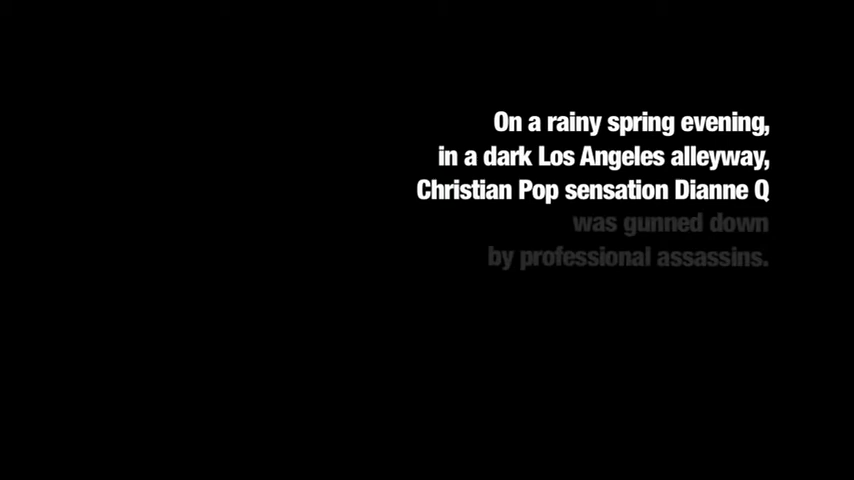 On a rainy spring evening,
in a dark Los Angeles alleyway,
Christian Pop sensation Dianne Q
was gunned down
by professional assassins.